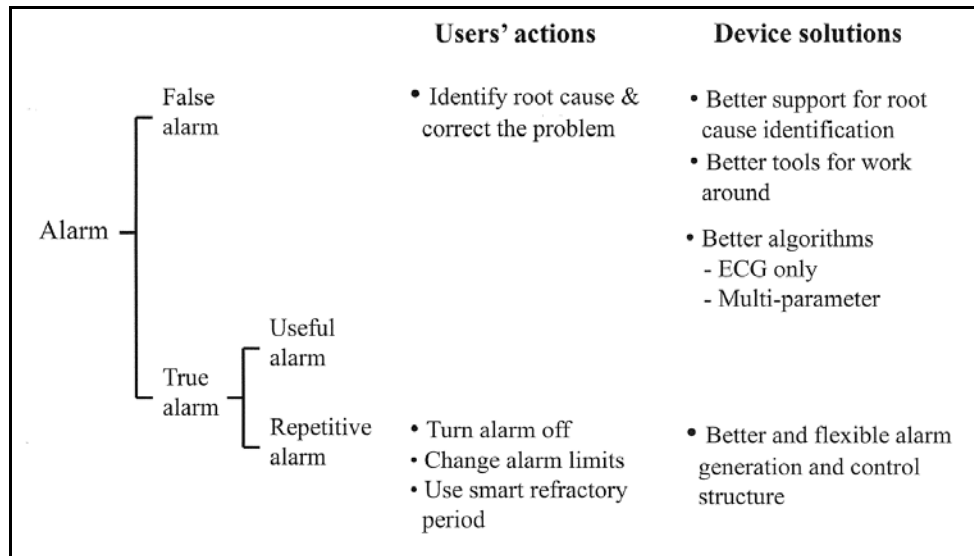 Users’ actions
Device solutions
False
alarm
• Identify root cause &
correct the problem
• Better support for root
cause identification
• Better tools for work
around
Alarm
• Better algorithms
- ECG only
- Multi-parameter
Useful
alarm
True
alarm
Repetitive
alarm
• Turn alarm off
• Change alarm limits
• Use smart refractory
period
• Better and flexible alarm
generation and control
structure